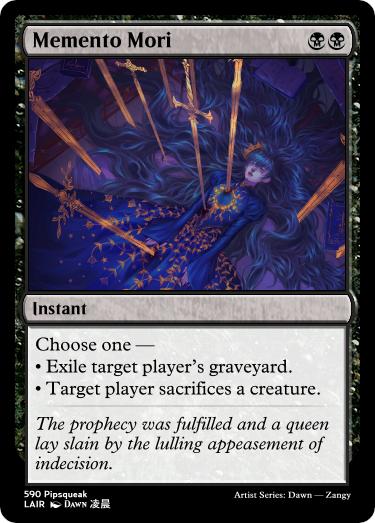 Memento Mori
Instant
Choose one —
• Exile target player's graveyard.
• Target player sacrifices a creature.
The prophecy was fulfilled and a queen
lay slain by the lulling appeasement of
indecision.
590 Pipsqueak
LAIR DAWN 凌晨
Artist Series: Dawn — Zangy